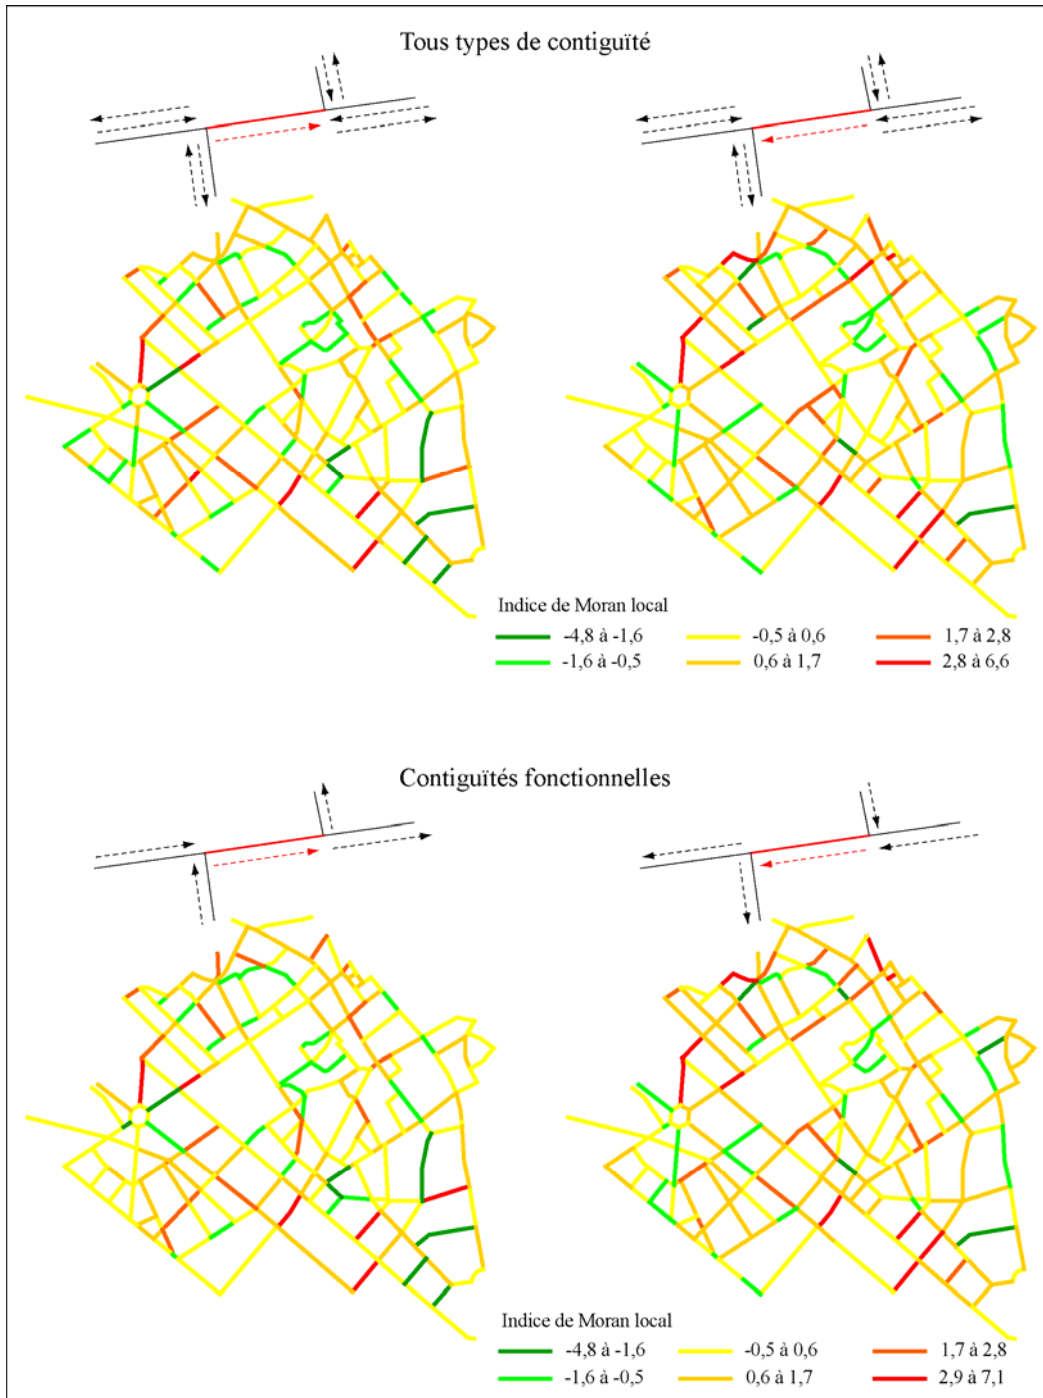 Tous types de contiguïté
Indice de Moran local
-4,8 à -1,6 -0,5 à 0,6 1,7 à 2,8
-1,6 à -0,5 0,6 à 1,7 2,8 à 6,6
Contiguïtés fonctionnelles
Indice de Moran local
-4,8 à -1,6 -0,5 à 0,6 1,7 à 2,8
-1,6 à -0,5 0,6 à 1,7 2,9 à 7,1